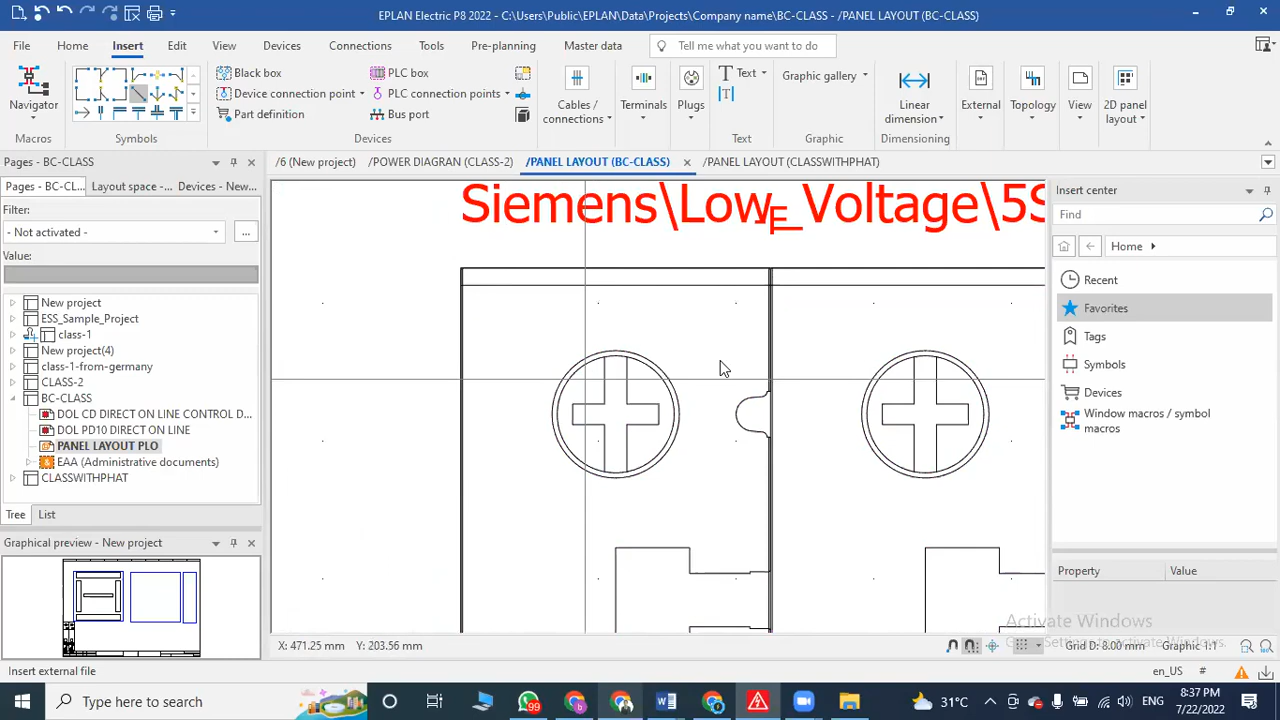 EPLAN Electric P8 2022 - C:\Users\Public\EPLAN\Data\Projects\Company name\BC-CLASS - /PANEL LAYOUT (BC-CLASS)
File Home Insert Edit View Devices Connections Tools Pre-planning Master data Tell me what you want to do
Navigator
Macros
Symbols
Black box PLC box
Device connection point PLC connection points
Part definition Bus port
Devices
Cables / connections
Terminals
Plugs
Text
Text
Graphic gallery
Graphic
Linear dimension
Dimensioning
External
Topology
View
2D panel layout
Pages - BC-CLASS
/6 (New project) /POWER DIAGRAN (CLASS-2) /PANEL LAYOUT (BC-CLASS) /PANEL LAYOUT (CLASSWITHPHAT)
Pages - BC-CL... Layout space -... Devices - New...
Filter:
- Not activated -
...
Value:
New project
ESS_Sample_Project
class-1
New project(4)
class-1-from-germany
CLASS-2
BC-CLASS
DOL CD DIRECT ON LINE CONTROL D...
DOL PD10 DIRECT ON LINE
PANEL LAYOUT PLO
EAA (Administrative documents)
CLASSWITHPHAT
Tree List
Graphical preview - New project
Siemens\Low_Voltage\5S
E
Insert center
Find
Home
Recent
Favorites
Tags
Symbols
Devices
Window macros / symbol
macros
Property Value
Activate Windows
Go to Settings to activate Windows.
X: 471.25 mm Y: 203.56 mm
Grid D: 8.00 mm Graphic 1:1
Insert external file
en_US #
Type here to search
99
31°C
ENG
8:37 PM
7/22/2022